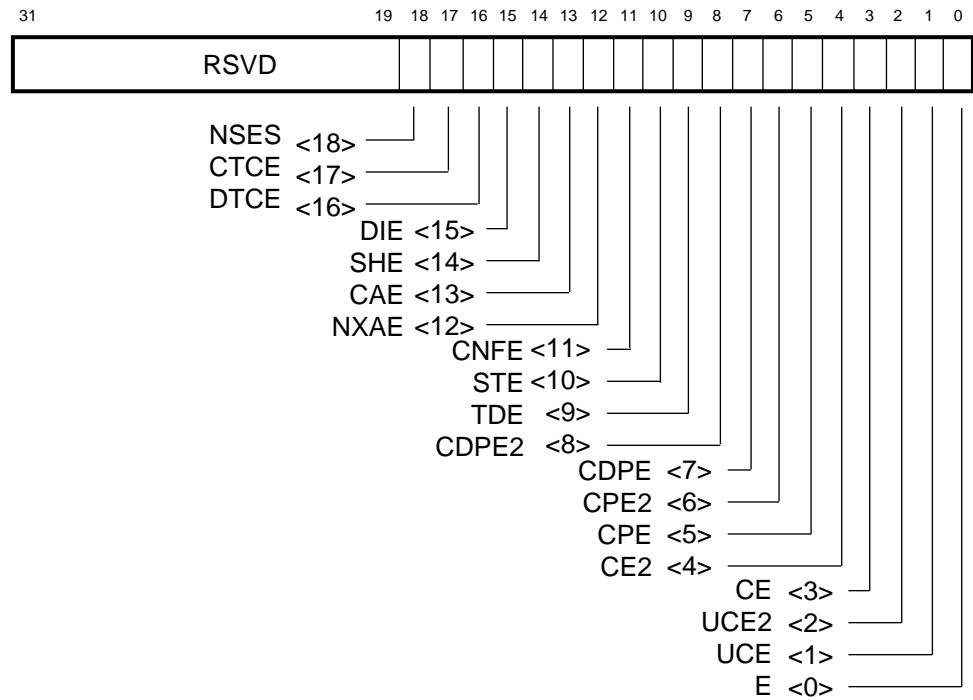 31 19 18 17 16 15 14 13 12 11 10 9 8 7 6 5 4 3 2 1 0
RSVD
NSES <18>
CTCE <17>
DTCE <16>
DIE <15>
SHE <14>
CAE <13>
NXAE <12>
CNFE <11>
STE <10>
TDE <9>
CDPE2 <8>
CDPE <7>
CPE2 <6>
CPE <5>
CE2 <4>
CE <3>
UCE2 <2>
UCE <1>
E <0>